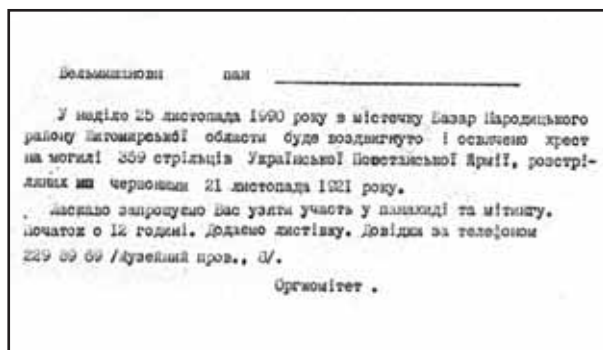 Вельмишанови пан
У неділю 25 листопада 1990 року в містечку Базар Народицького
району Житомирської області буде воздвигнуто і освячено хрест
на могилі 359 стрільців Української Повстанської Армії, розстрі-
ляних червоними 21 листопада 1921 року.
Ласкаво запрошуємо Вас узяти участь у панахиді та мітингу.
Початок о 12 годині. Додаємо листівку. Довідки за телефоном
229 89 69 /Музейний пров., 8/.
Оргкомітет .